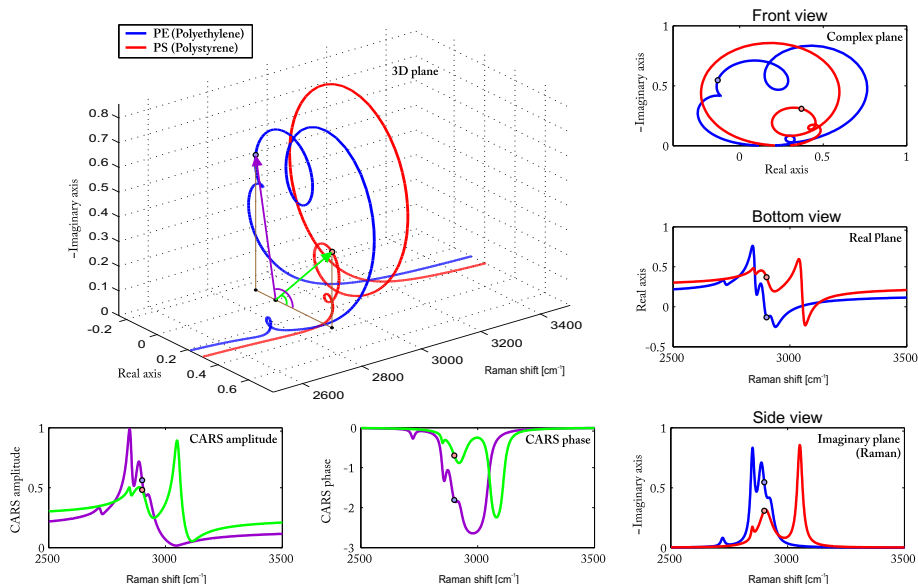 PE (Polyethylene)
PS (Polystyrene)
3D plane
0.8
0.7
0.6
0.5
0.4
0.3
0.2
0.1
0
−Imaginary axis
-0.2
0
0.2
0.4
0.6
Real axis
2600
2800
3000
3200
3400
Raman shift [cm⁻¹]
Front view
Complex plane
1
0.5
0
−Imaginary axis
0
0.5
1
Real axis
Bottom view
Real Plane
1
0.5
0
-0.5
Real axis
2500
3000
3500
Raman shift [cm⁻¹]
CARS amplitude
1
0.5
0
CARS amplitude
2500
3000
3500
Raman shift [cm⁻¹]
CARS phase
0
−1
−2
−3
CARS phase
2500
3000
3500
Raman shift [cm⁻¹]
Side view
Imaginary plane
(Raman)
1
0.5
0
−Imaginary axis
2500
3000
3500
Raman shift [cm⁻¹]